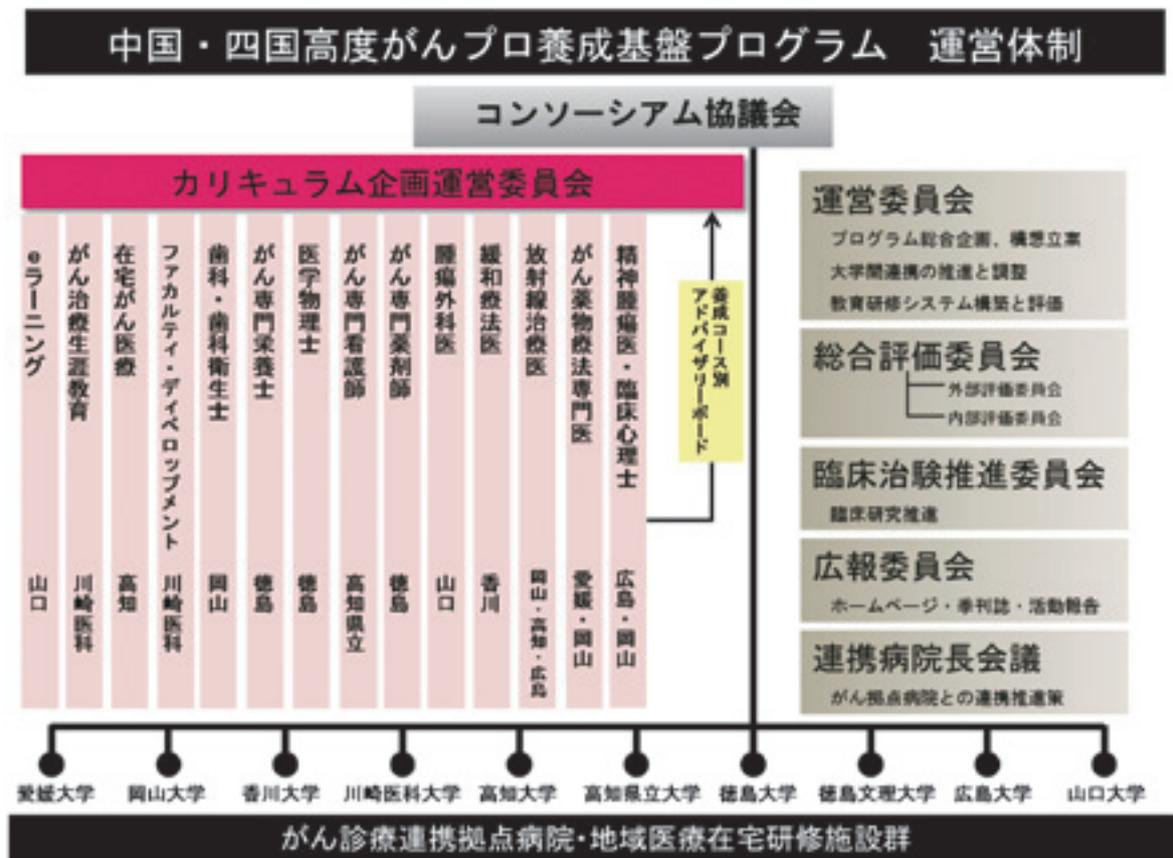 中国・四国高度がんプロ養成基盤プログラム　運営体制
コンソーシアム協議会
カリキュラム企画運営委員会
eラーニング
山口
がん治療生涯教育
川崎医科
在宅がん医療
高知
ファカルティ・ディベロップメント
川崎医科
歯科・歯科衛生士
岡山
がん専門栄養士
徳島
医学物理士
徳島
がん専門看護師
高知県立
がん専門薬剤師
徳島
腫瘍外科医
山口
緩和療法医
香川
放射線治療医
岡山・高知・広島
がん薬物療法専門医
愛媛・岡山
精神腫瘍医・臨床心理士
広島・岡山
養成コース別
アドバイザリーボード
運営委員会
プログラム総合企画、構想立案
大学間連携の推進と調整
教育研修システム構築と評価
総合評価委員会
外部評価委員会
内部評価委員会
臨床治験推進委員会
臨床研究推進
広報委員会
ホームページ・季刊誌・活動報告
連携病院長会議
がん拠点病院との連携推進策
愛媛大学
岡山大学
香川大学
川崎医科大学
高知大学
高知県立大学
徳島大学
徳島文理大学
広島大学
山口大学
がん診療連携拠点病院・地域医療在宅研修施設群